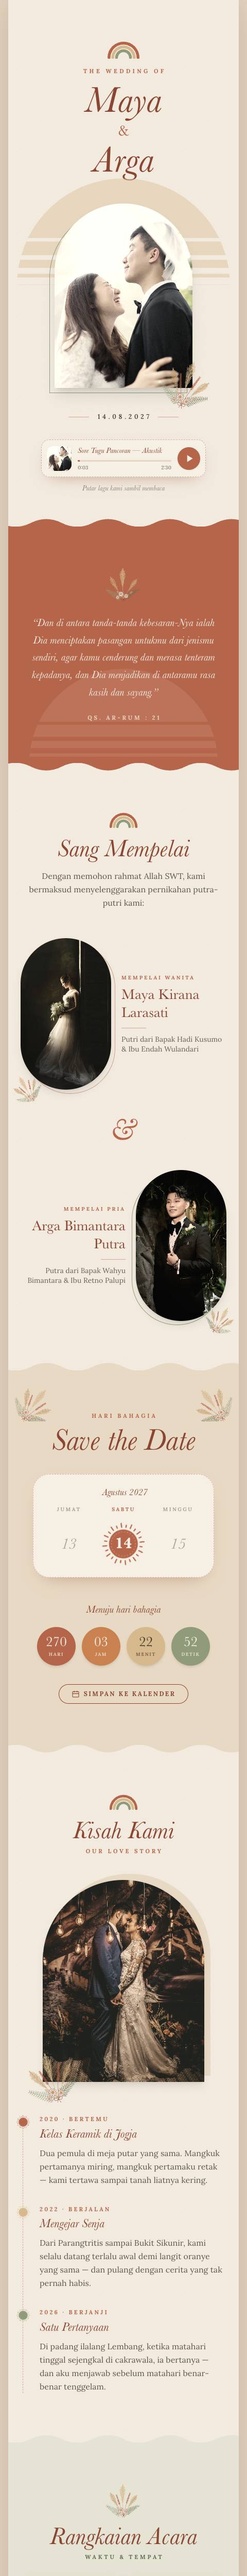 THE WEDDING OF
Maya
&
Arga
14.08.2027
Sore Tugu Pancoran — Akustik
0:03
2:30
Putar lagu kami sembil membaca
"Dan di antara tanda-tanda kebesaran-Nya ialah
Dia menciptakan pasangan untukmu dari jenismu
sendiri, agar kamu cenderung dan merasa tenteram
kepadanya, dan Dia menjadikan di antaramu rasa
kasih dan sayang."
QS. AR-RUM : 21
Sang Mempelai
Dengan memohon rahmat Allah SWT, kami
bermaksud menyelenggarakan pernikahan putra-
putri kami:
MEMPELAI WANITA
Maya Kirana
Larasati
Putri dari Bapak Hadi Kusumo
& Ibu Endah Wulandari
&
MEMPELAI PRIA
Arga Bimantara
Putra
Putra dari Bapak Wahyu
Bimantara & Ibu Retno Palupi
HARI BAHAGIA
Save the Date
Agustus 2027
JUMAT SABTU MINGGU
13 14 15
Menuju hari bahagia
270 03 22 52
HARI JAM MENIT DETIK
SIMPAN KE KALENDER
Kisah Kami
OUR LOVE STORY
2020 · BERTEMU
Kelas Keramik di Jogja
Dua pemula di meja putar yang sama. Mangkuk
pertamanya miring, mangkuk pertamaku retak
— kami tertawa sampai tanah liatnya kering.
2022 · BERJALAN
Mengejar Senja
Dari Parangtritis sampai Bukit Sikunir, kami
selalu datang terlalu awal demi langit oranye
yang sama — dan pulang dengan cerita yang tak
pernah habis.
2026 · BERJANJI
Satu Pertanyaan
Di padang ilalang Lembang, ketika matahari
tinggal sejengkal di cakrawala, ia bertanya —
dan aku menjawab sebelum matahari benar-
benar tenggelam.
Rangkaian Acara
WAKTU & TEMPAT